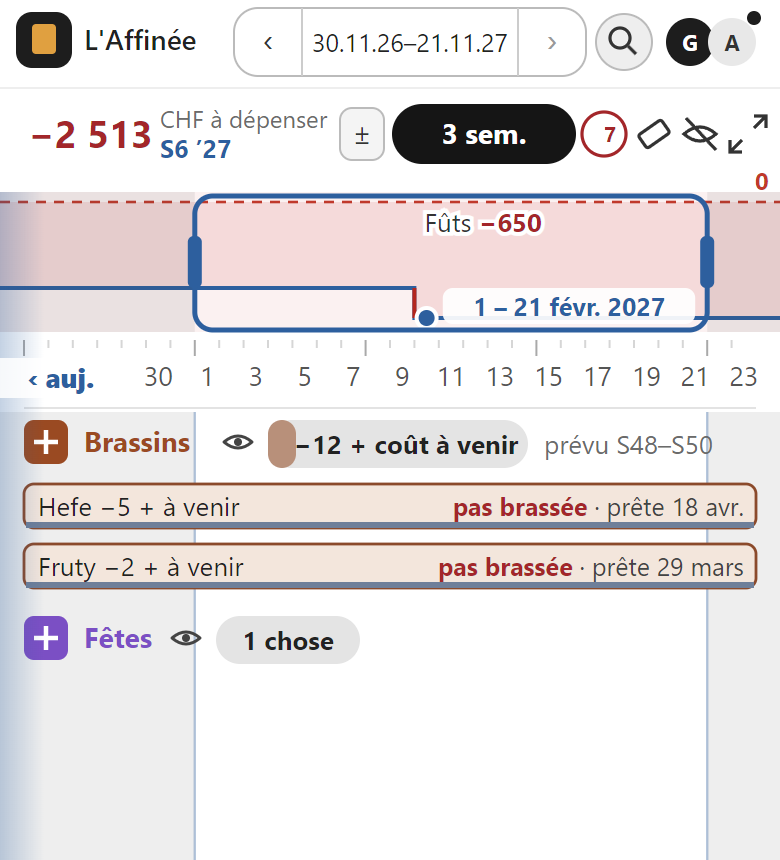 L'Affinée
‹ 30.11.26–21.11.27 ›
G A
−2 513 CHF à dépenser
S6 ’27
± 3 sem. 7
0
Fûts −650
1 – 21 févr. 2027
‹ auj. 30 1 3 5 7 9 11 13 15 17 19 21 23
Brassins −12 + coût à venir prévu S48–S50
Hefe −5 + à venir pas brassée · prête 18 avr.
Fruty −2 + à venir pas brassée · prête 29 mars
Fêtes 1 chose